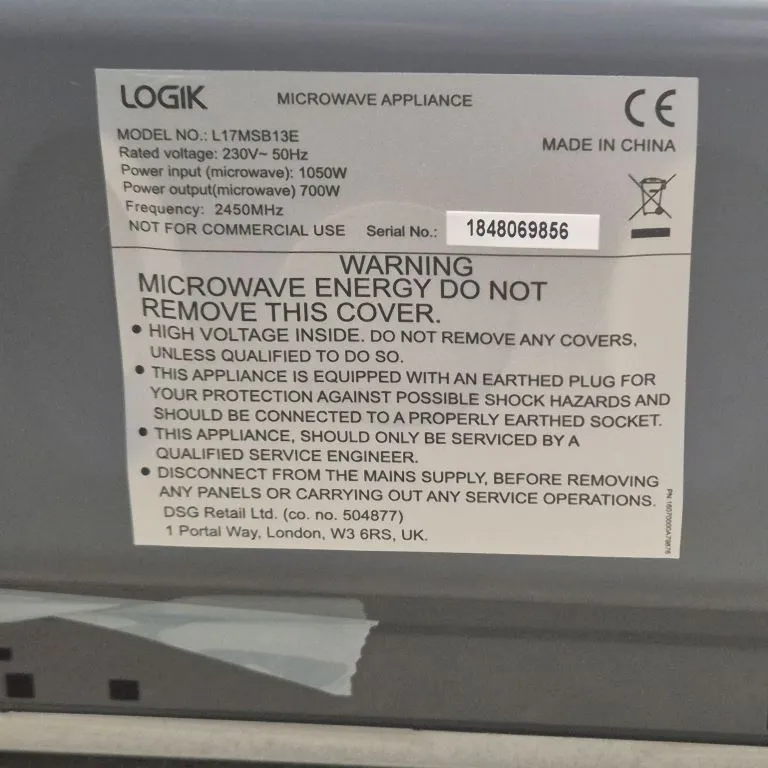 LOGIK
MICROWAVE APPLIANCE
CE
MODEL NO.: L17MSB13E
MADE IN CHINA
Rated voltage: 230V~ 50Hz
Power input (microwave): 1050W
Power output(microwave) 700W
Frequency: 2450MHz
NOT FOR COMMERCIAL USE Serial No.: 1848069856
WARNING
MICROWAVE ENERGY DO NOT
REMOVE THIS COVER.
• HIGH VOLTAGE INSIDE. DO NOT REMOVE ANY COVERS,
UNLESS QUALIFIED TO DO SO.
• THIS APPLIANCE IS EQUIPPED WITH AN EARTHED PLUG FOR
YOUR PROTECTION AGAINST POSSIBLE SHOCK HAZARDS AND
SHOULD BE CONNECTED TO A PROPERLY EARTHED SOCKET.
• THIS APPLIANCE, SHOULD ONLY BE SERVICED BY A
QUALIFIED SERVICE ENGINEER.
• DISCONNECT FROM THE MAINS SUPPLY, BEFORE REMOVING
ANY PANELS OR CARRYING OUT ANY SERVICE OPERATIONS.
DSG Retail Ltd. (co. no. 504877)
1 Portal Way, London, W3 6RS, UK.